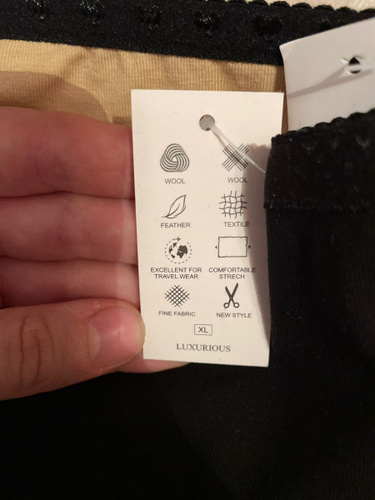 WOOL WOOL
FEATHER TEXTILE
EXCELLENT FOR COMFORTABLE
TRAVEL WEAR STRECH
FINE FABRIC NEW STYLE
XL
LUXURIOUS